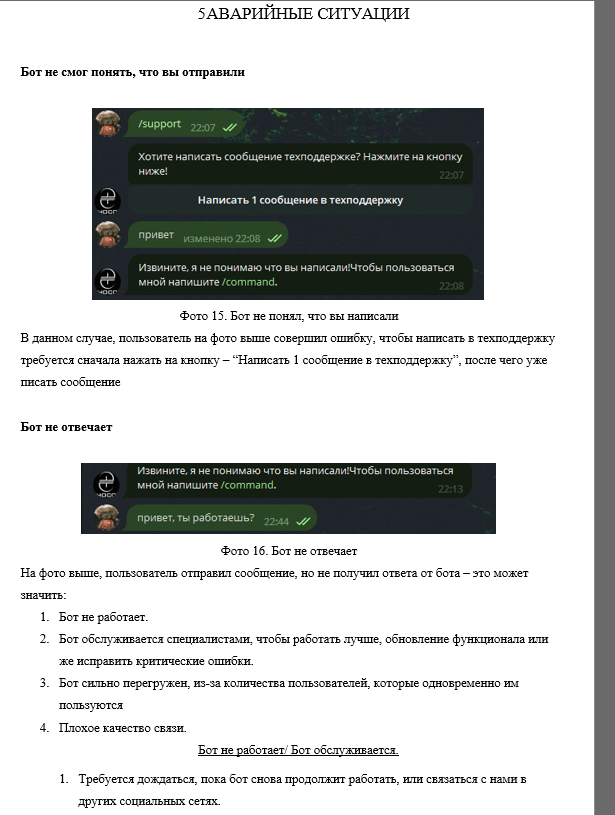 5АВАРИЙНЫЕ СИТУАЦИИ
Бот не смог понять, что вы отправили
/support 22:07
Хотите написать сообщение техподдержке? Нажмите на кнопку
ниже!
22:07
Написать 1 сообщение в техподдержку
привет изменено 22:08
Извините, я не понимаю что вы написали!Чтобы пользоваться
мной напишите /command.
22:08
Фото 15. Бот не понял, что вы написали
В данном случае, пользователь на фото выше совершил ошибку, чтобы написать в техподдержку
требуется сначала нажать на кнопку – “Написать 1 сообщение в техподдержку”, после чего уже
писать сообщение
Бот не отвечает
Извините, я не понимаю что вы написали!Чтобы пользоваться
мной напишите /command.
22:13
привет, ты работаешь? 22:44
Фото 16. Бот не отвечает
На фото выше, пользователь отправил сообщение, но не получил ответа от бота – это может
значить:
1. Бот не работает.
2. Бот обслуживается специалистами, чтобы работать лучше, обновление функционала или
же исправить критические ошибки.
3. Бот сильно перегружен, из-за количества пользователей, которые одновременно им
пользуются
4. Плохое качество связи.
Бот не работает/ Бот обслуживается.
1. Требуется дождаться, пока бот снова продолжит работать, или связаться с нами в
других социальных сетях.